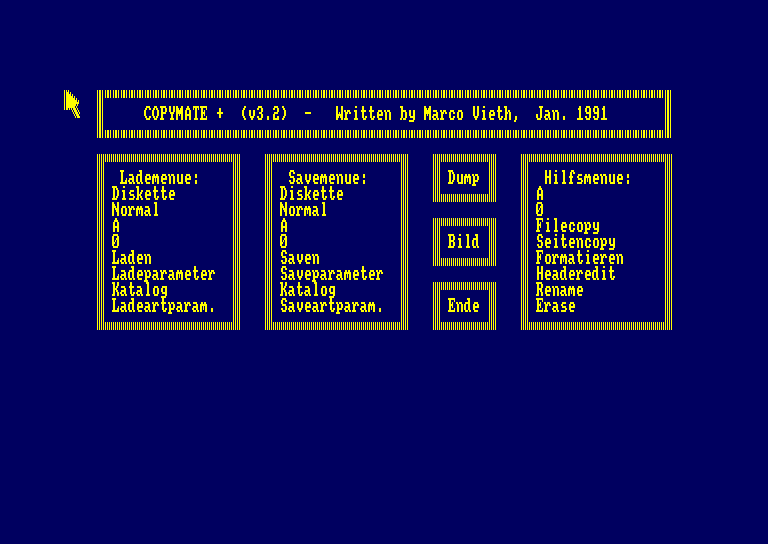 COPYMATE + (v3.2) - Written by Marco Vieth, Jan. 1991
Lademenue:
Diskette
Normal
A
0
Laden
Ladeparameter
Katalog
Ladeartparam.
Savemenue:
Diskette
Normal
A
0
Saven
Saveparameter
Katalog
Saveartparam.
Dump
Bild
Ende
Hilfsmenue:
A
0
Filecopy
Seitencopy
Formatieren
Headeredit
Rename
Erase